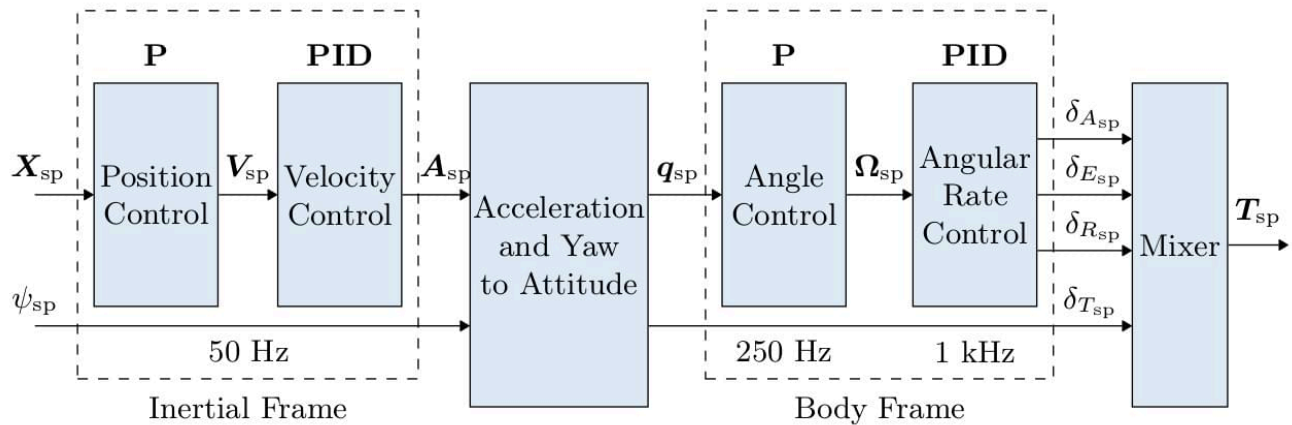 P
PID
P
PID
X_sp
Position
Control
V_sp
Velocity
Control
A_sp
Acceleration
and Yaw
to Attitude
q_sp
Angle
Control
Ω_sp
Angular
Rate
Control
δ_A_sp
δ_E_sp
δ_R_sp
δ_T_sp
Mixer
T_sp
ψ_sp
50 Hz
250 Hz
1 kHz
Inertial Frame
Body Frame